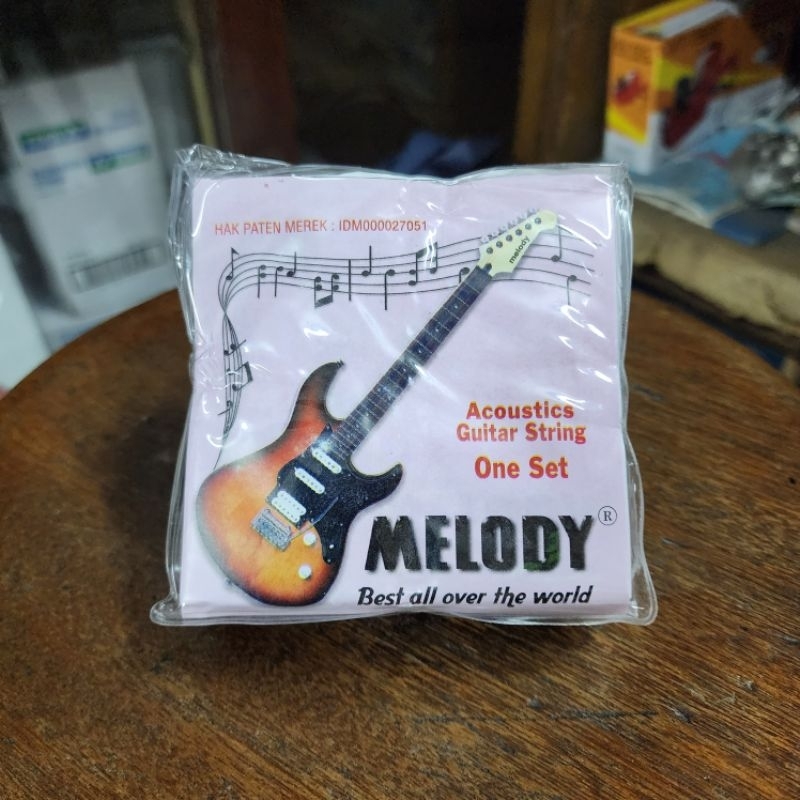 HAK PATEN MEREK : IDM000027051
melody
Acoustics
Guitar String
One Set
MELODY ®
Best all over the world